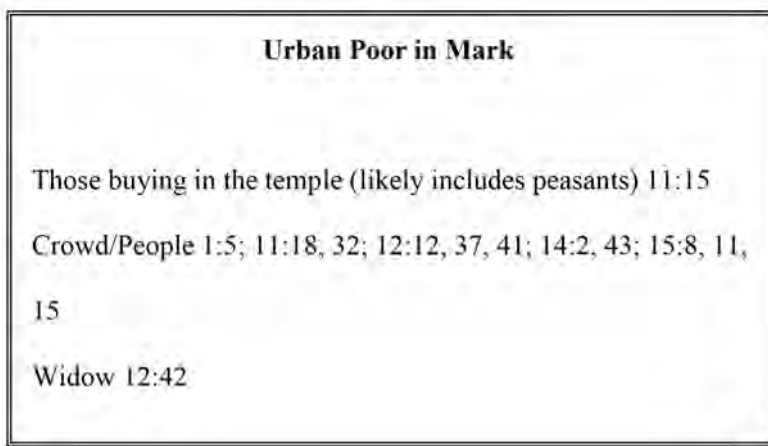 Urban Poor in Mark
Those buying in the temple (likely includes peasants) 11:15
Crowd/People 1:5; 11:18, 32; 12:12, 37, 41; 14:2, 43; 15:8, 11,
15
Widow 12:42